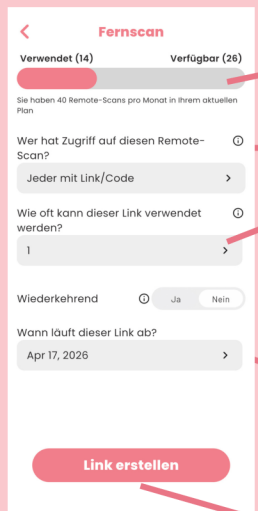 Fernscan
Verwendet (14) Verfügbar (26)
Sie haben 40 Remote-Scans pro Monat in Ihrem aktuellen
Plan
Wer hat Zugriff auf diesen Remote-
Scan?
Jeder mit Link/Code
Wie oft kann dieser Link verwendet
werden?
1
Wiederkehrend Ja Nein
Wann läuft dieser Link ab?
Apr 17, 2026
Link erstellen